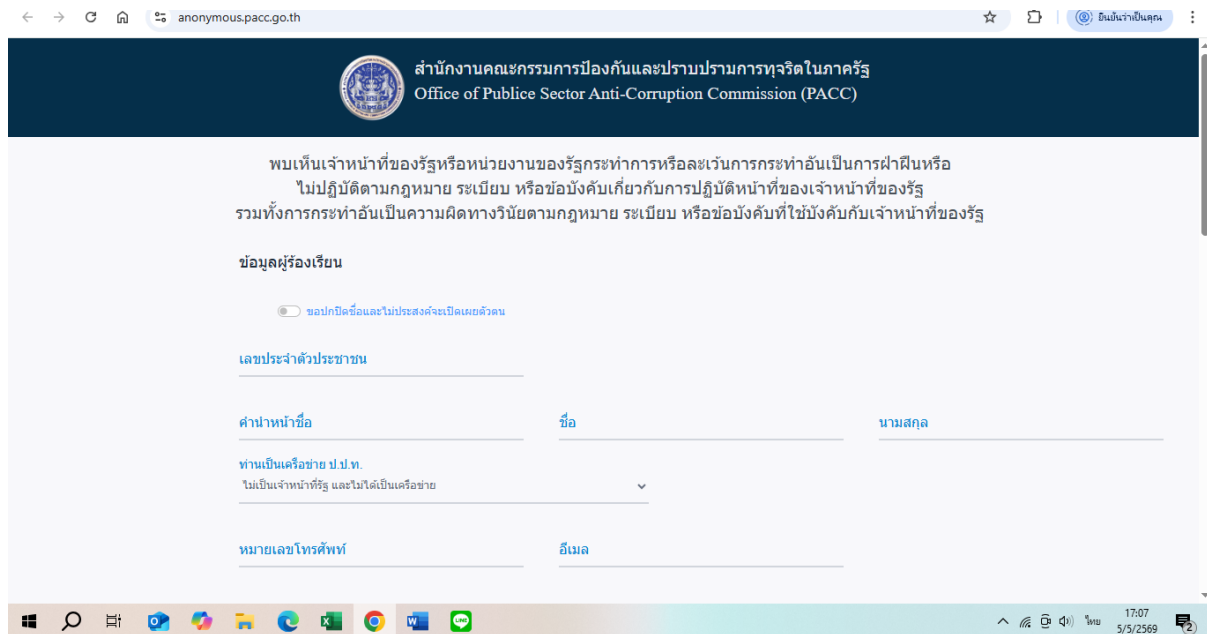 anonymous.pacc.go.th
ยืนยันว่าเป็นคุณ
สำนักงานคณะกรรมการป้องกันและปราบปรามการทุจริตในภาครัฐ
Office of Publice Sector Anti-Corruption Commission (PACC)
พบเห็นเจ้าหน้าที่ของรัฐหรือหน่วยงานของรัฐกระทำการหรือละเว้นการกระทำอันเป็นการฝ่าฝืนหรือ
ไม่ปฏิบัติตามกฎหมาย ระเบียบ หรือข้อบังคับเกี่ยวกับการปฏิบัติหน้าที่ของเจ้าหน้าที่ของรัฐ
รวมทั้งการกระทำอันเป็นความผิดทางวินัยตามกฎหมาย ระเบียบ หรือข้อบังคับที่ใช้บังคับกับเจ้าหน้าที่ของรัฐ
ข้อมูลผู้ร้องเรียน
ขอปกปิดชื่อและไม่ประสงค์จะเปิดเผยตัวตน
เลขประจำตัวประชาชน
คำนำหน้าชื่อ ชื่อ นามสกุล
ท่านเป็นเครือข่าย ป.ป.ท.
ไม่เป็นเจ้าหน้าที่รัฐ และไม่ได้เป็นเครือข่าย
หมายเลขโทรศัพท์ อีเมล
ไทย
17:07
5/5/2569